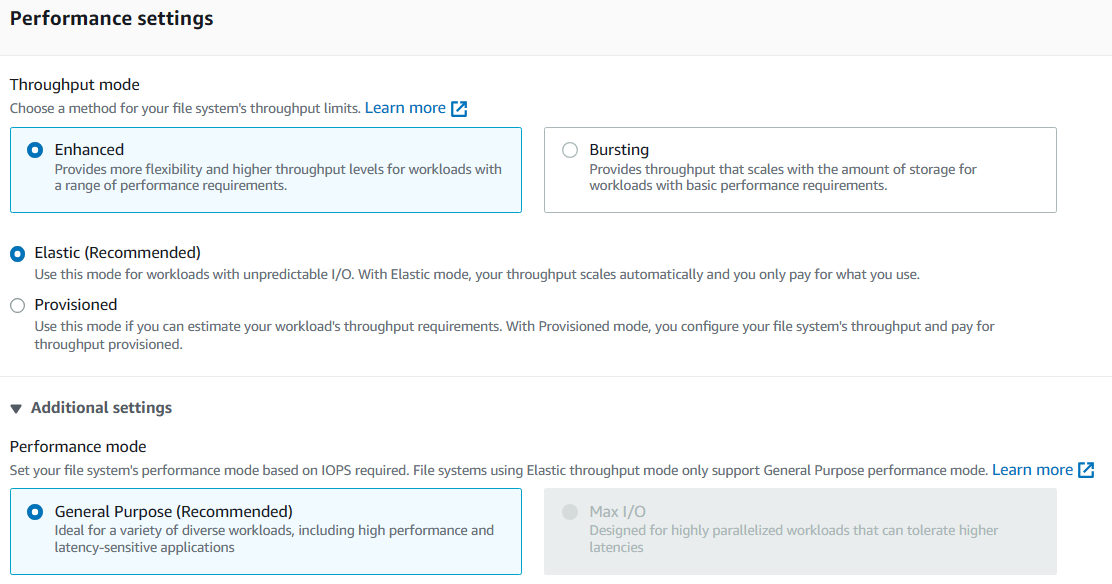 Performance settings
Throughput mode
Choose a method for your file system's throughput limits. Learn more
Enhanced
Provides more flexibility and higher throughput levels for workloads with
a range of performance requirements.
Bursting
Provides throughput that scales with the amount of storage for
workloads with basic performance requirements.
Elastic (Recommended)
Use this mode for workloads with unpredictable I/O. With Elastic mode, your throughput scales automatically and you only pay for what you use.
Provisioned
Use this mode if you can estimate your workload's throughput requirements. With Provisioned mode, you configure your file system's throughput and pay for
throughput provisioned.
Additional settings
Performance mode
Set your file system's performance mode based on IOPS required. File systems using Elastic throughput mode only support General Purpose performance mode. Learn more
General Purpose (Recommended)
Ideal for a variety of diverse workloads, including high performance and
latency-sensitive applications
Max I/O
Designed for highly parallelized workloads that can tolerate higher
latencies